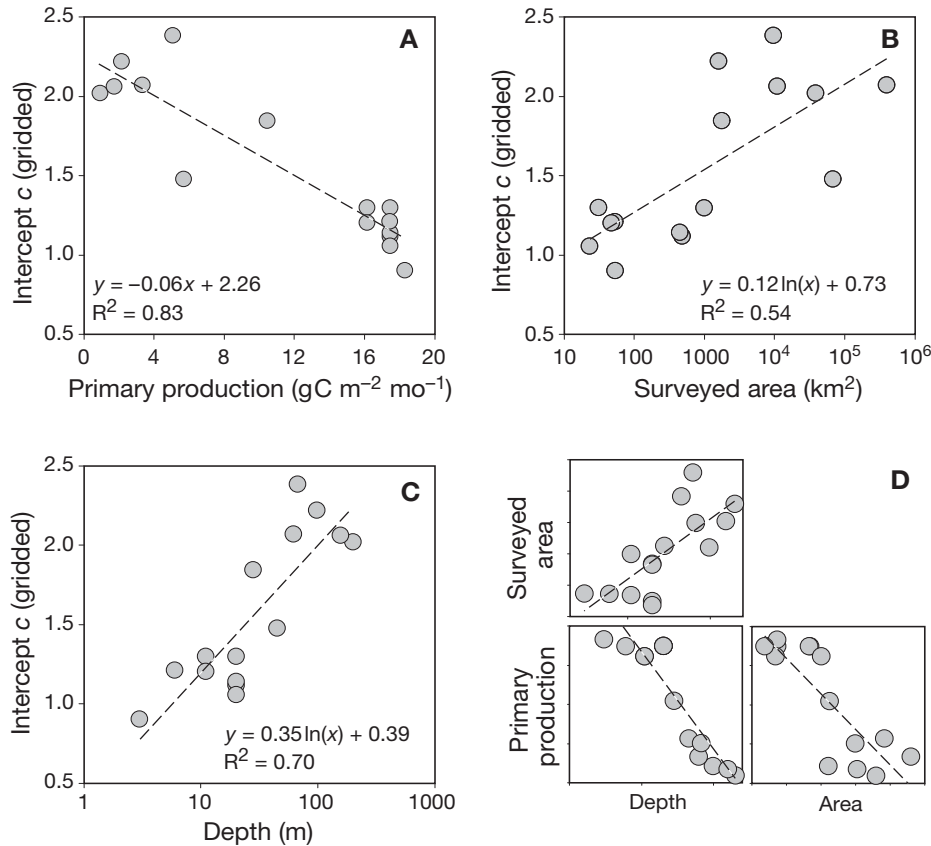 A
2.5
2.0
1.5
1.0
0.5
Intercept c (gridded)
y = −0.06x + 2.26
R² = 0.83
0 4 8 12 16 20
Primary production (gC m⁻² mo⁻¹)
B
2.5
2.0
1.5
1.0
0.5
Intercept c (gridded)
y = 0.12 ln(x) + 0.73
R² = 0.54
10 100 1000 10⁴ 10⁵ 10⁶
Surveyed area (km²)
C
2.5
2.0
1.5
1.0
0.5
Intercept c (gridded)
y = 0.35 ln(x) + 0.39
R² = 0.70
1 10 100 1000
Depth (m)
D
Surveyed
area
Primary
production
Depth
Area